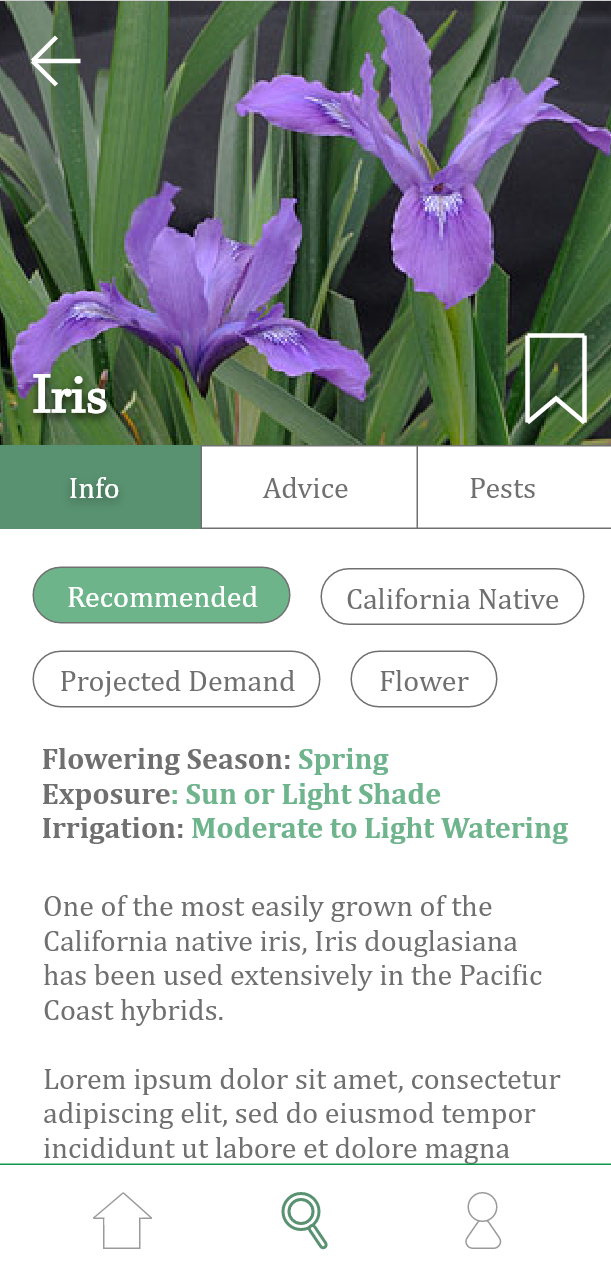 Iris
Info
Advice
Pests
Recommended
California Native
Projected Demand
Flower
Flowering Season: Spring
Exposure: Sun or Light Shade
Irrigation: Moderate to Light Watering
One of the most easily grown of the
California native iris, Iris douglasiana
has been used extensively in the Pacific
Coast hybrids.
Lorem ipsum dolor sit amet, consectetur
adipiscing elit, sed do eiusmod tempor
incididunt ut labore et dolore magna